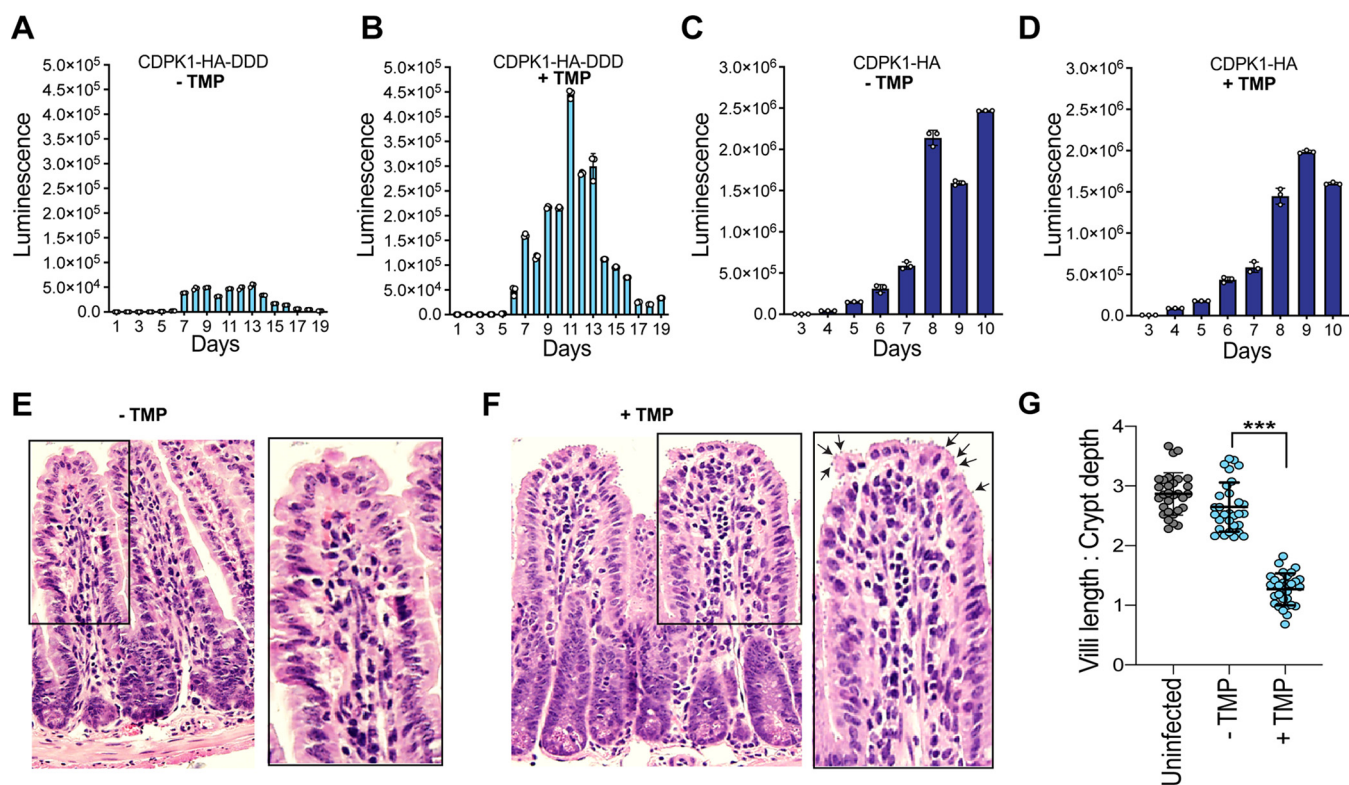 A
CDPK1-HA-DDD
- TMP
Luminescence
5.0×10⁵
4.5×10⁵
4.0×10⁵
3.5×10⁵
3.0×10⁵
2.5×10⁵
2.0×10⁵
1.5×10⁵
1.0×10⁵
5.0×10⁴
0.0
1 3 5 7 9 11 13 15 17 19
Days
B
CDPK1-HA-DDD
+ TMP
Luminescence
5.0×10⁵
4.5×10⁵
4.0×10⁵
3.5×10⁵
3.0×10⁵
2.5×10⁵
2.0×10⁵
1.5×10⁵
1.0×10⁵
5.0×10⁴
0.0
1 3 5 7 9 11 13 15 17 19
Days
C
CDPK1-HA
- TMP
Luminescence
3.0×10⁶
2.5×10⁶
2.0×10⁶
1.5×10⁶
1.0×10⁶
5.0×10⁵
0.0
3 4 5 6 7 8 9 10
Days
D
CDPK1-HA
+ TMP
Luminescence
3.0×10⁶
2.5×10⁶
2.0×10⁶
1.5×10⁶
1.0×10⁶
5.0×10⁵
0.0
3 4 5 6 7 8 9 10
Days
E
- TMP
F
+ TMP
G
Villi length : Crypt depth
4
3
2
1
0
***
Uninfected
- TMP
+ TMP